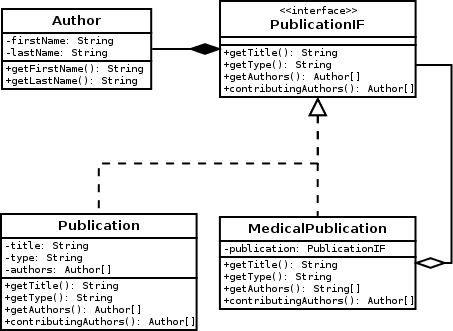 Author
-firstName: String
-lastName: String
+getFirstName(): String
+getLastName(): String
<<interface>>
PublicationIF
+getTitle(): String
+getType(): String
+getAuthors(): Author[]
+contributingAuthors(): Author[]
Publication
-title: String
-type: String
-authors: Author[]
+getTitle(): String
+getType(): String
+getAuthors(): Author[]
+contributingAuthors(): Author[]
MedicalPublication
-publication: PublicationIF
+getTitle(): String
+getType(): String
+getAuthors(): String[]
+contributingAuthors(): Author[]